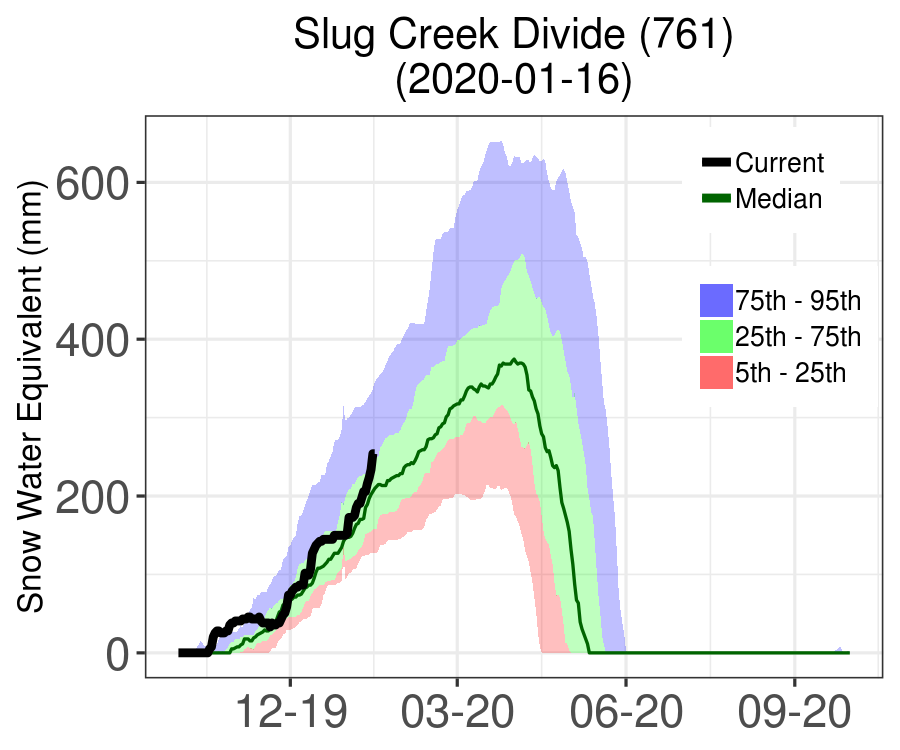 Slug Creek Divide (761)
(2020-01-16)
Snow Water Equivalent (mm)
600
400
200
0
12-19
03-20
06-20
09-20
Current
Median
75th - 95th
25th - 75th
5th - 25th